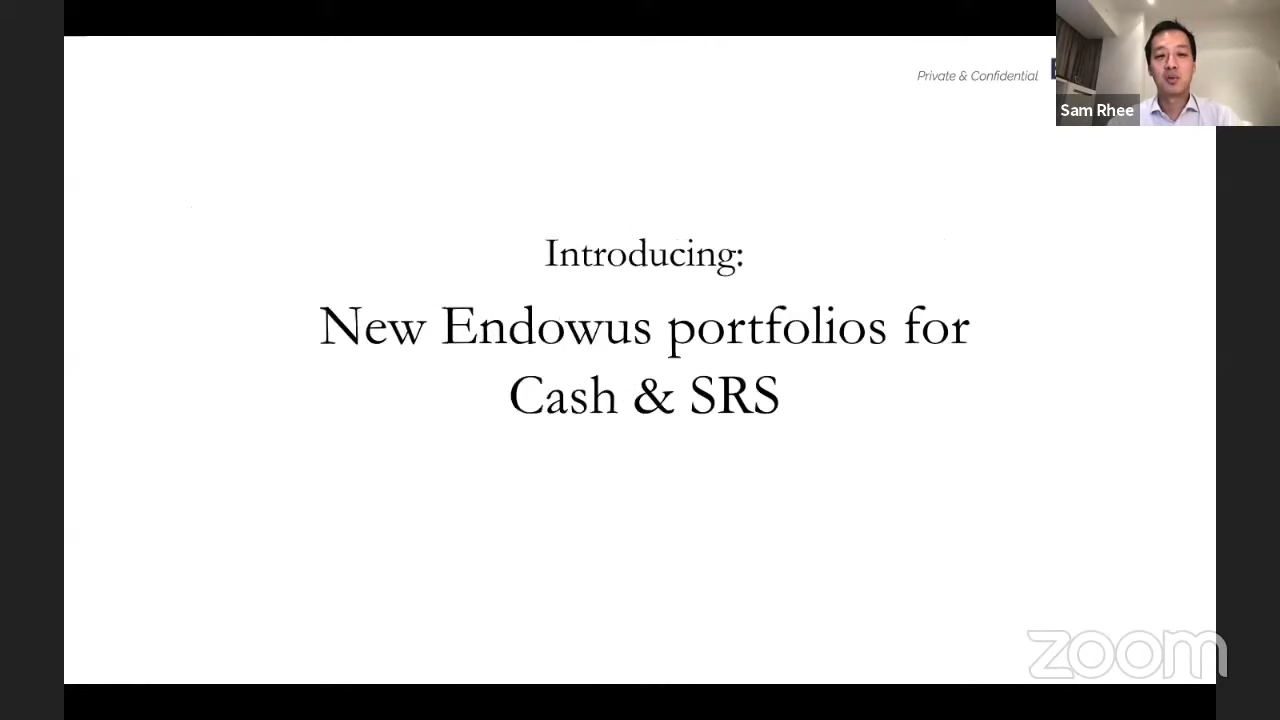 Private & Confidential
Sam Rhee
Introducing:
New Endowus portfolios for
Cash & SRS
zoom